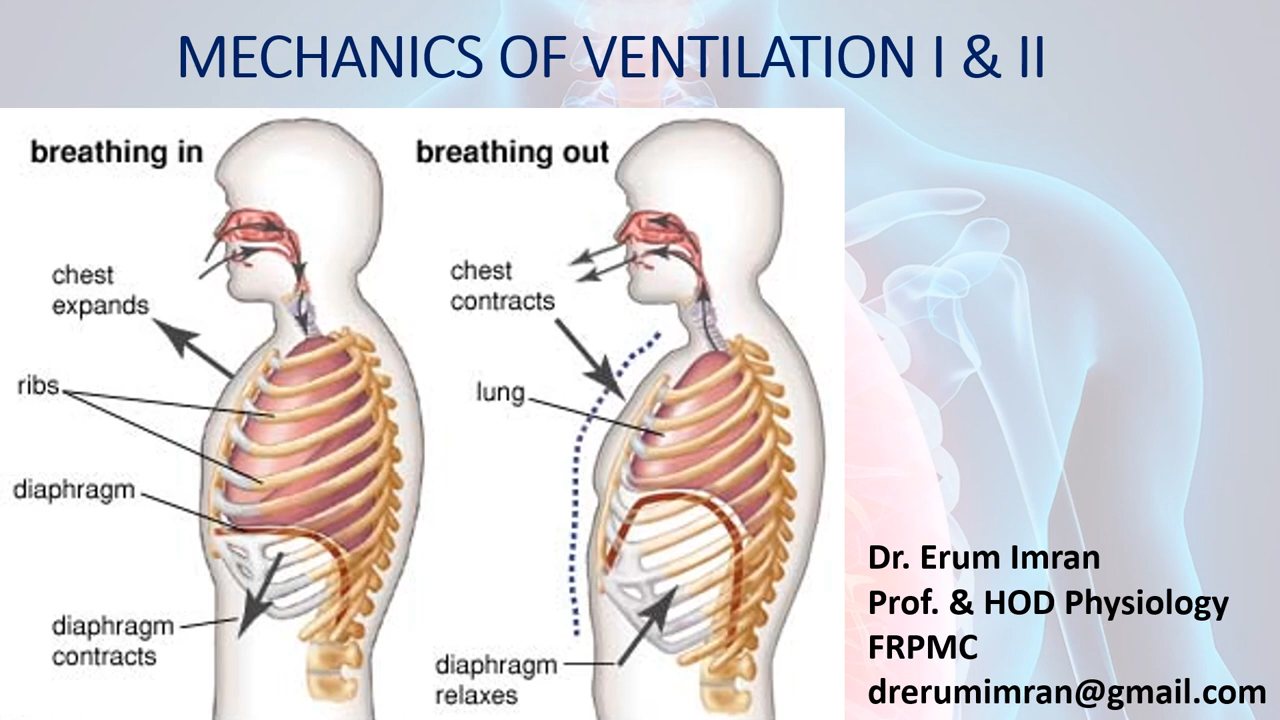 MECHANICS OF VENTILATION I & II
breathing in
chest
expands
ribs
diaphragm
diaphragm
contracts
breathing out
chest
contracts
lung
diaphragm
relaxes
Dr. Erum Imran
Prof. & HOD Physiology
FRPMC
drerumimran@gmail.com